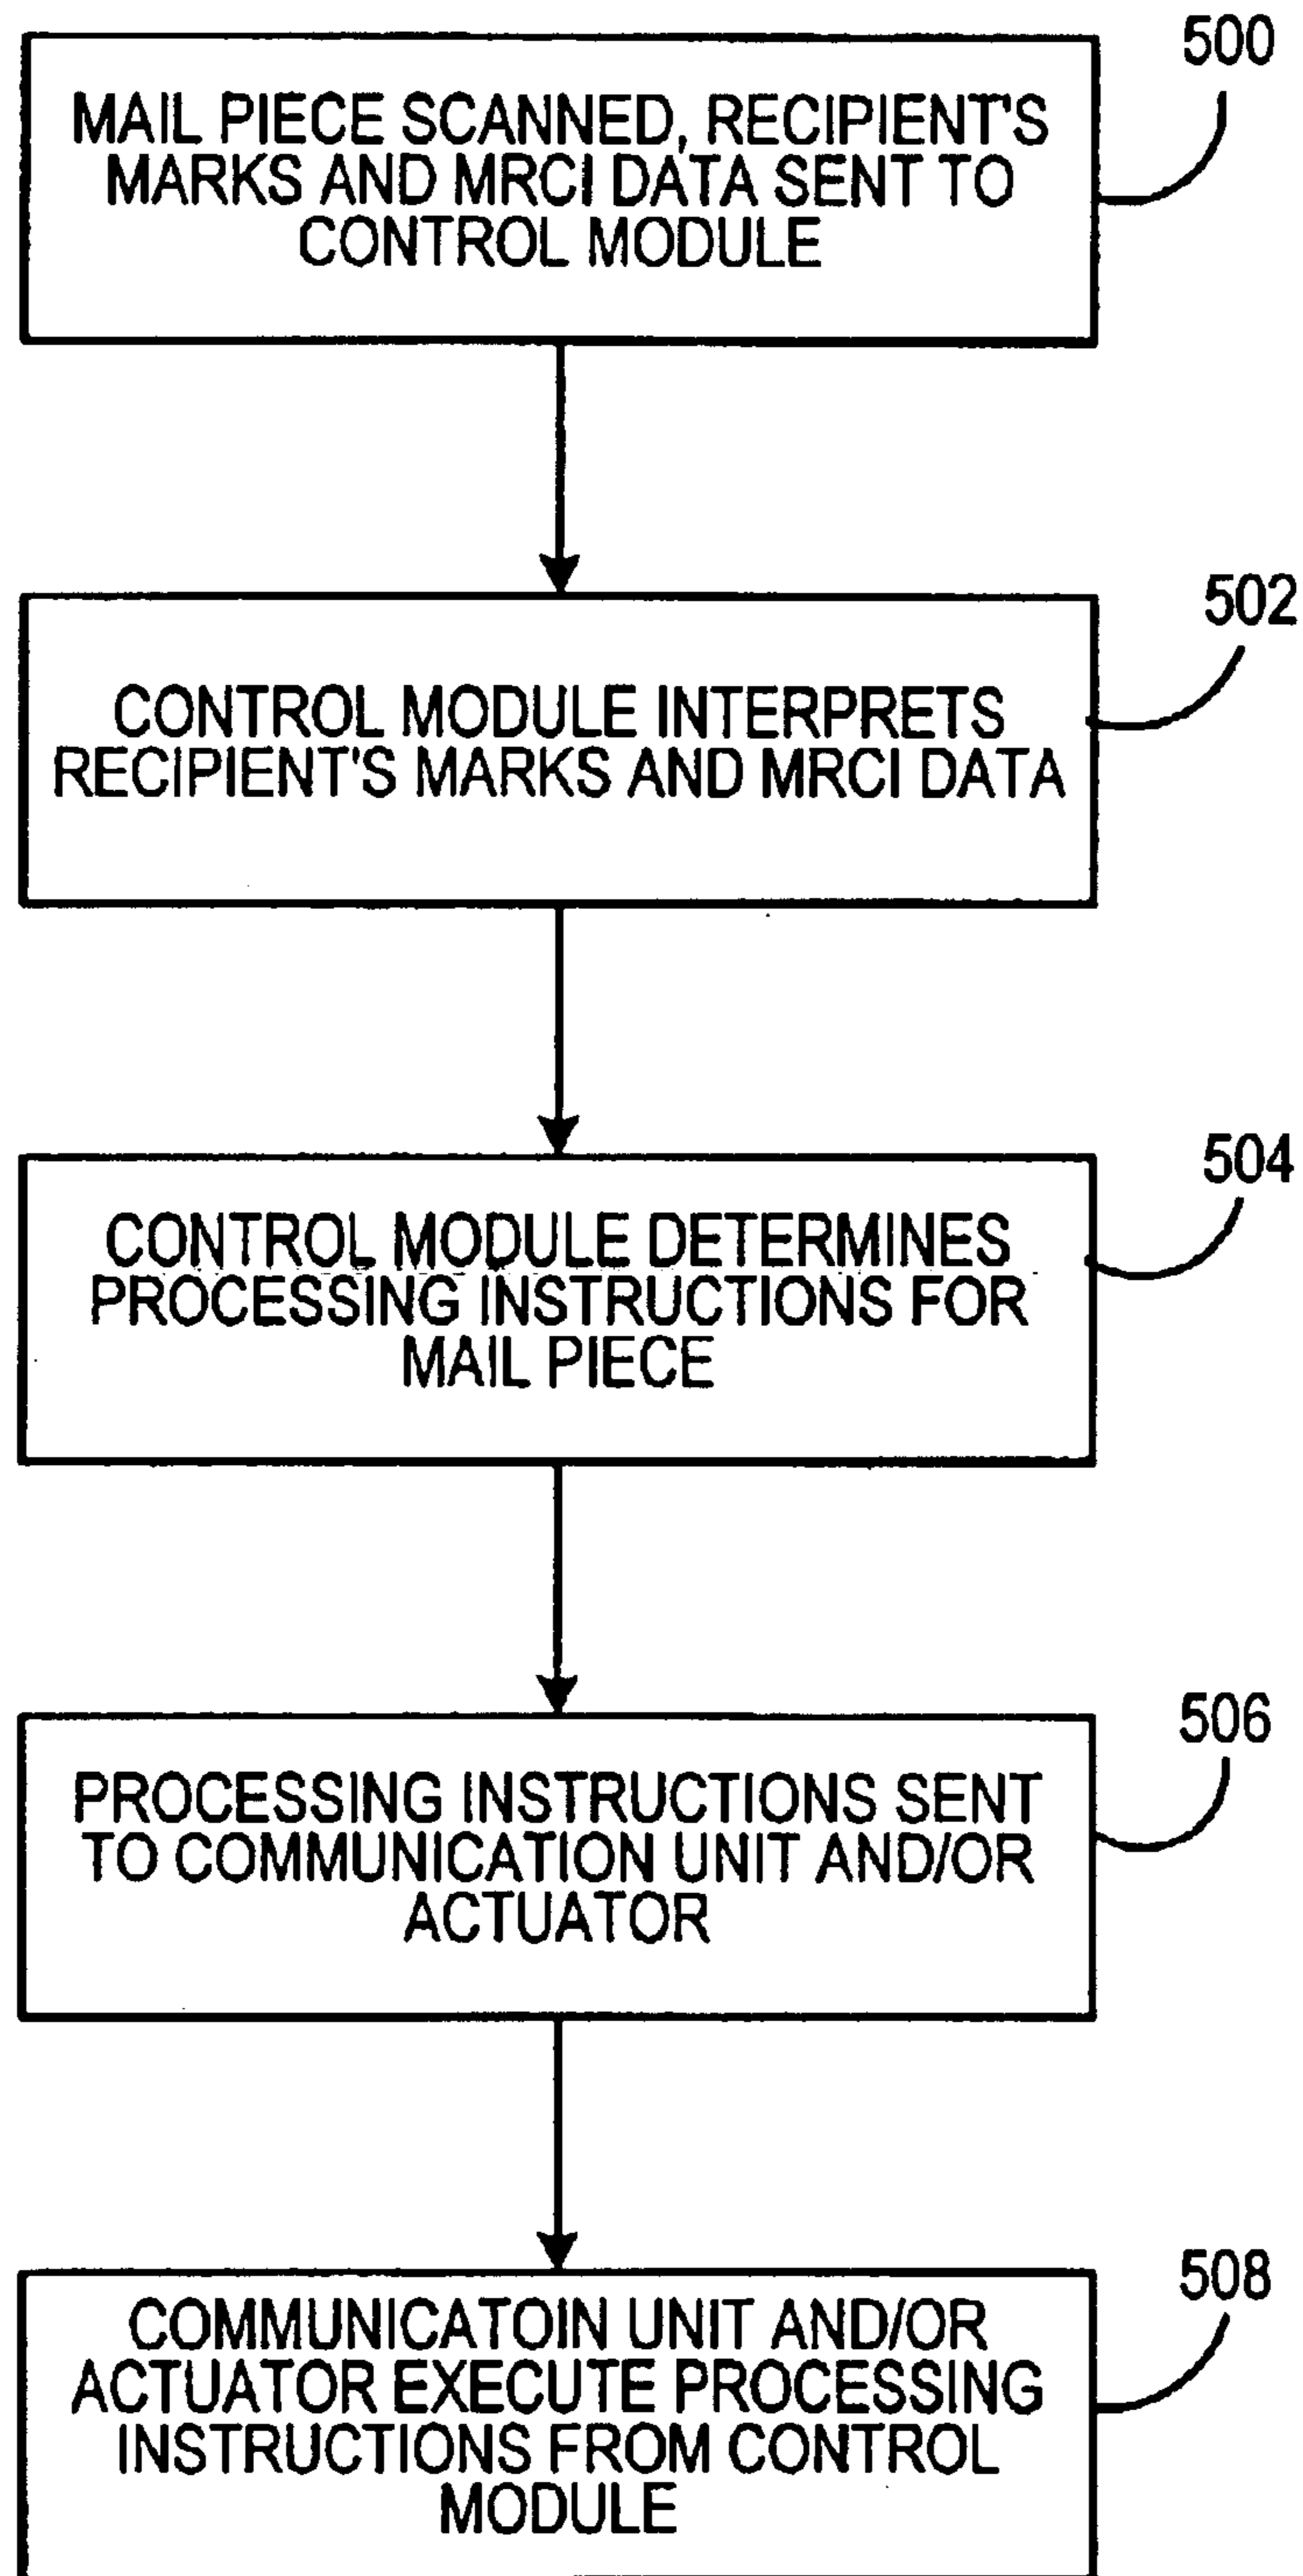 500
MAIL PIECE SCANNED, RECIPIENT'S
MARKS AND MRCI DATA SENT TO
CONTROL MODULE
502
CONTROL MODULE INTERPRETS
RECIPIENT'S MARKS AND MRCI DATA
504
CONTROL MODULE DETERMINES
PROCESSING INSTRUCTIONS FOR
MAIL PIECE
506
PROCESSING INSTRUCTIONS SENT
TO COMMUNICATION UNIT AND/OR
ACTUATOR
508
COMMUNICATOIN UNIT AND/OR
ACTUATOR EXECUTE PROCESSING
INSTRUCTIONS FROM CONTROL
MODULE